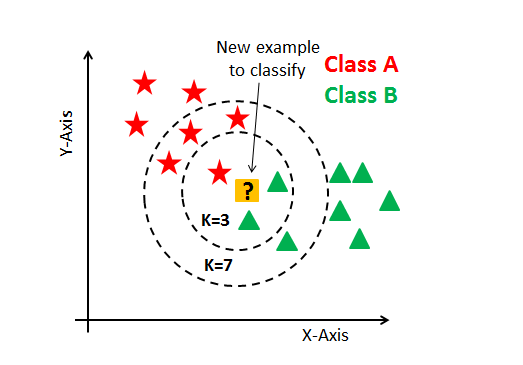 New example
to classify
Class A
Class B
Y-Axis
?
K=3
K=7
X-Axis